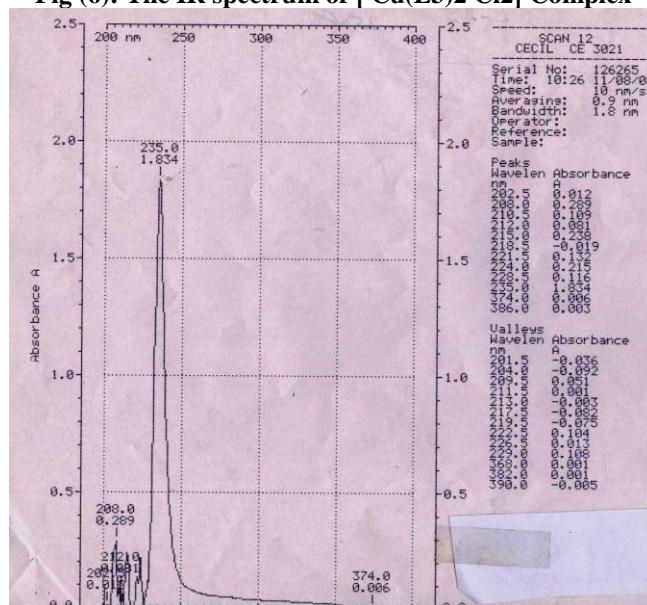 Fig (6): The IR spectrum of [ Cu(L3)2 Cl2] Complex
2.5
200 nm
250
300
350
400
2.5
2.0
2.0
1.5
1.5
1.0
1.0
0.5
0.5
0.0
0.0
Absorbance A
235.0
1.834
208.0
0.289
374.0
0.006
SCAN 12
CECIL CE 3021
Serial No: 126265
Time: 10:26 11/08/0
Speed: 10 nm/s
Averaging: 0.9 nm
Bandwidth: 1.8 nm
Operator:
Reference:
Sample:
Peaks
Wavelen Absorbance
nm A
202.5 0.012
208.0 0.289
210.5 0.109
212.0 0.081
215.0 0.238
218.5 -0.019
221.5 0.132
224.0 0.215
228.5 0.116
235.0 1.834
374.0 0.006
386.0 0.003
Valleys
Wavelen Absorbance
nm A
201.5 -0.036
204.0 -0.092
209.5 0.051
211.5 0.001
213.0 -0.003
217.5 -0.082
219.5 -0.075
222.5 0.104
226.5 0.013
229.0 0.108
368.0 0.001
382.0 0.001
390.0 -0.005